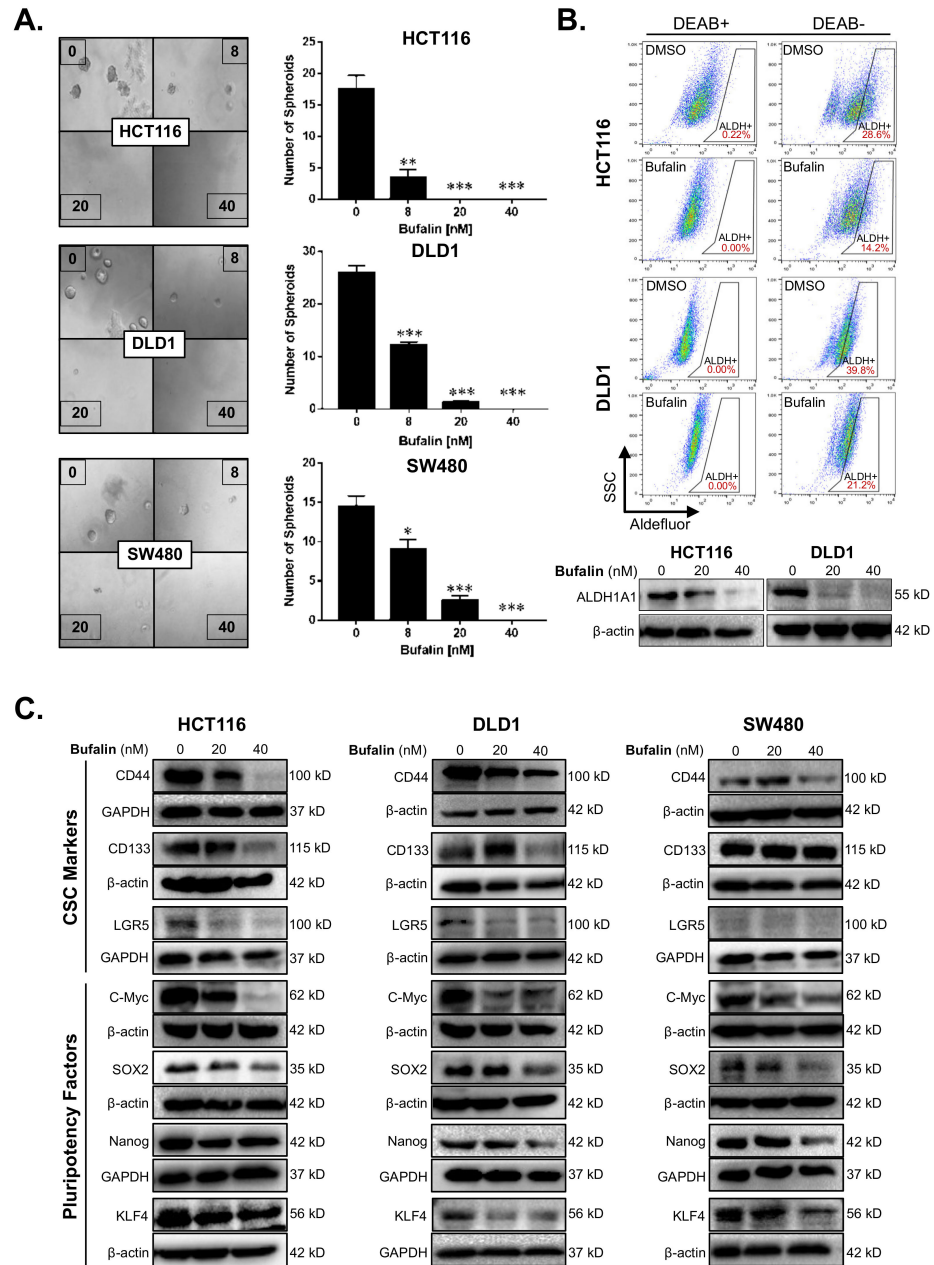 A.
0
8
HCT116
20
40
HCT116
Number of Spheroids
25
20
15
10
5
0
**
***
***
0
8
20
40
Bufalin [nM]
0
8
DLD1
20
40
DLD1
Number of Spheroids
30
20
10
0
***
***
***
0
8
20
40
Bufalin [nM]
0
8
SW480
20
40
SW480
Number of Spheroids
20
15
10
5
0
*
***
***
0
8
20
40
Bufalin [nM]
B.
DEAB+
DEAB-
HCT116
DMSO
ALDH+
0.22%
DMSO
ALDH+
28.6%
Bufalin
ALDH+
0.00%
Bufalin
ALDH+
14.2%
DLD1
DMSO
ALDH+
0.00%
DMSO
ALDH+
39.8%
Bufalin
ALDH+
0.00%
Bufalin
ALDH+
21.2%
SSC
Aldefluor
HCT116
DLD1
Bufalin (nM) 0 20 40 0 20 40
ALDH1A1 55 kD
β-actin 42 kD
C.
CSC Markers
Pluripotency Factors
HCT116
Bufalin (nM) 0 20 40
CD44 100 kD
GAPDH 37 kD
CD133 115 kD
β-actin 42 kD
LGR5 100 kD
GAPDH 37 kD
C-Myc 62 kD
β-actin 42 kD
SOX2 35 kD
β-actin 42 kD
Nanog 42 kD
GAPDH 37 kD
KLF4 56 kD
β-actin 42 kD
DLD1
Bufalin (nM) 0 20 40
CD44 100 kD
β-actin 42 kD
CD133 115 kD
β-actin 42 kD
LGR5 100 kD
β-actin 42 kD
C-Myc 62 kD
β-actin 42 kD
SOX2 35 kD
β-actin 42 kD
Nanog 42 kD
GAPDH 37 kD
KLF4 56 kD
GAPDH 37 kD
SW480
Bufalin (nM) 0 20 40
CD44 100 kD
β-actin 42 kD
CD133 115 kD
β-actin 42 kD
LGR5 100 kD
GAPDH 37 kD
C-Myc 62 kD
β-actin 42 kD
SOX2 35 kD
β-actin 42 kD
Nanog 42 kD
GAPDH 37 kD
KLF4 56 kD
β-actin 42 kD